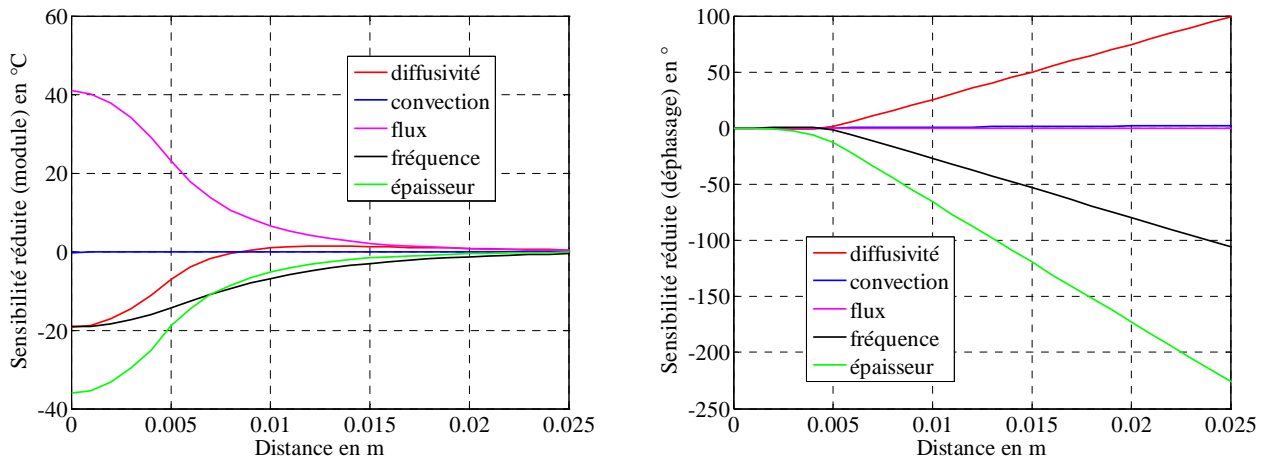 Sensibilité réduite (module) en °C
60
40
20
0
-20
-40
0
0.005
0.01
0.015
0.02
0.025
Distance en m
diffusivité
convection
flux
fréquence
épaisseur
Sensibilité réduite (déphasage) en °
100
50
0
-50
-100
-150
-200
-250
0
0.005
0.01
0.015
0.02
0.025
Distance en m
diffusivité
convection
flux
fréquence
épaisseur